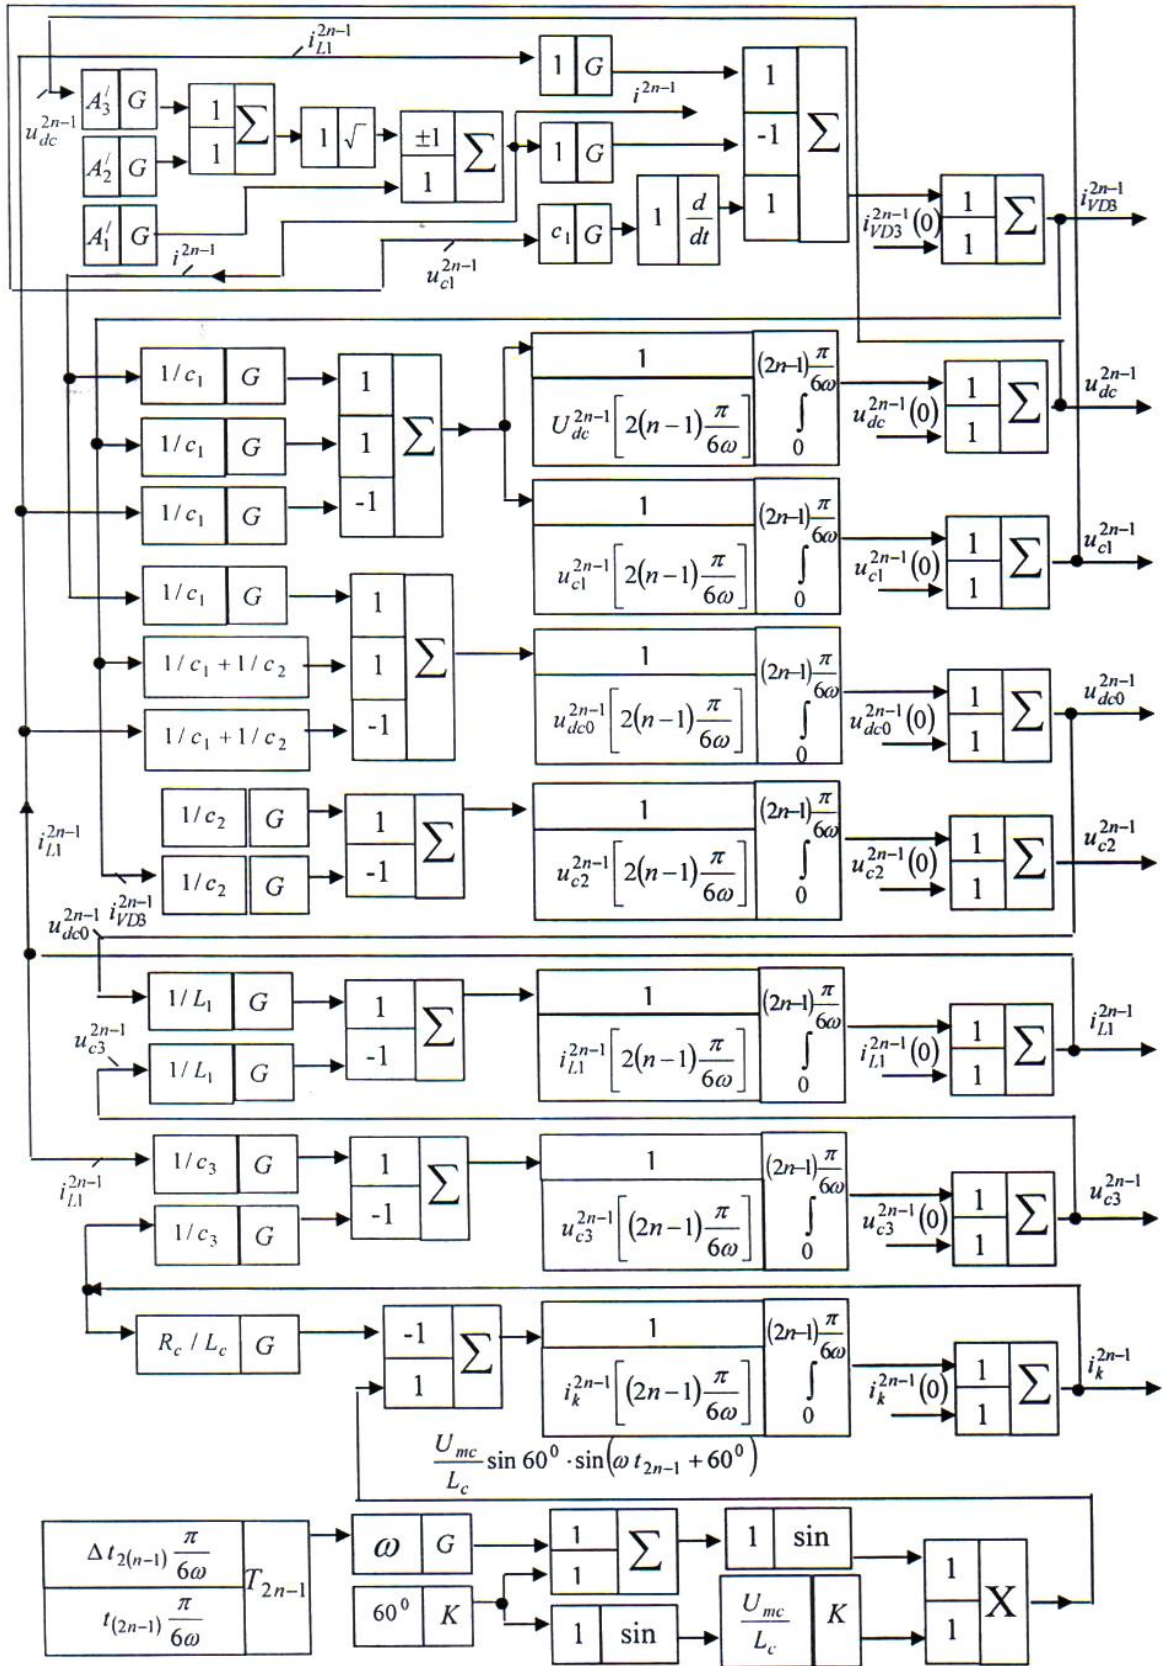 i_{L1}^{2n-1}
1 G
1
A_3^/ G
1
Σ
i^{2n-1}
u_{dc}^{2n-1}
1 √
±1
Σ
1 G
-1
Σ
A_2^/ G
1
1
c_1 G
1 d/dt
1
A_1^/ G
i^{2n-1}
u_{c1}^{2n-1}
i_{VD3}^{2n-1}(0)
1
1
Σ
i_{VD3}^{2n-1}
1/c_1 G
1/c_1 G
1/c_1 G
1
1
-1
Σ
1
U_{dc}^{2n-1}[2(n-1) π/6ω]
(2n-1) π/6ω
∫
0
u_{dc}^{2n-1}(0)
1
1
Σ
u_{dc}^{2n-1}
1
u_{c1}^{2n-1}[2(n-1) π/6ω]
(2n-1) π/6ω
∫
0
u_{c1}^{2n-1}(0)
1
1
Σ
u_{c1}^{2n-1}
1/c_1 G
1/c_1 + 1/c_2
1/c_1 + 1/c_2
1
1
-1
Σ
1
u_{dc0}^{2n-1}[2(n-1) π/6ω]
(2n-1) π/6ω
∫
0
u_{dc0}^{2n-1}(0)
1
1
Σ
u_{dc0}^{2n-1}
i_{L1}^{2n-1}
1/c_2 G
1/c_2 G
i_{VD3}^{2n-1}
1
-1
Σ
1
u_{c2}^{2n-1}[2(n-1) π/6ω]
(2n-1) π/6ω
∫
0
u_{c2}^{2n-1}(0)
1
1
Σ
u_{c2}^{2n-1}
u_{dc0}^{2n-1}
1/L_1 G
u_{c3}^{2n-1}
1/L_1 G
1
-1
Σ
1
i_{L1}^{2n-1}[2(n-1) π/6ω]
(2n-1) π/6ω
∫
0
i_{L1}^{2n-1}(0)
1
1
Σ
i_{L1}^{2n-1}
i_{L1}^{2n-1}
1/c_3 G
1/c_3 G
1
-1
Σ
1
u_{c3}^{2n-1}[(2n-1) π/6ω]
(2n-1) π/6ω
∫
0
u_{c3}^{2n-1}(0)
1
1
Σ
u_{c3}^{2n-1}
R_c / L_c G
-1
1
Σ
1
i_k^{2n-1}[(2n-1) π/6ω]
(2n-1) π/6ω
∫
0
i_k^{2n-1}(0)
1
1
Σ
i_k^{2n-1}
U_{mc}/L_c sin 60^0 · sin(ω t_{2n-1} + 60^0)
Δ t_{2(n-1)} π/6ω
t_{(2n-1)} π/6ω
T_{2n-1}
ω G
60^0 K
1
1
Σ
1 sin
1 sin
U_{mc}/L_c K
1
1
X